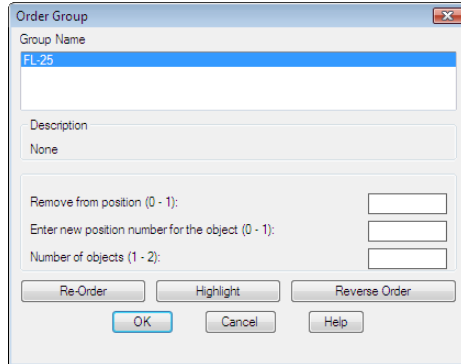 Order Group
Group Name
FL-25
Description
None
Remove from position (0 - 1):
Enter new position number for the object (0 - 1):
Number of objects (1 - 2):
Re-Order Highlight Reverse Order
OK Cancel Help